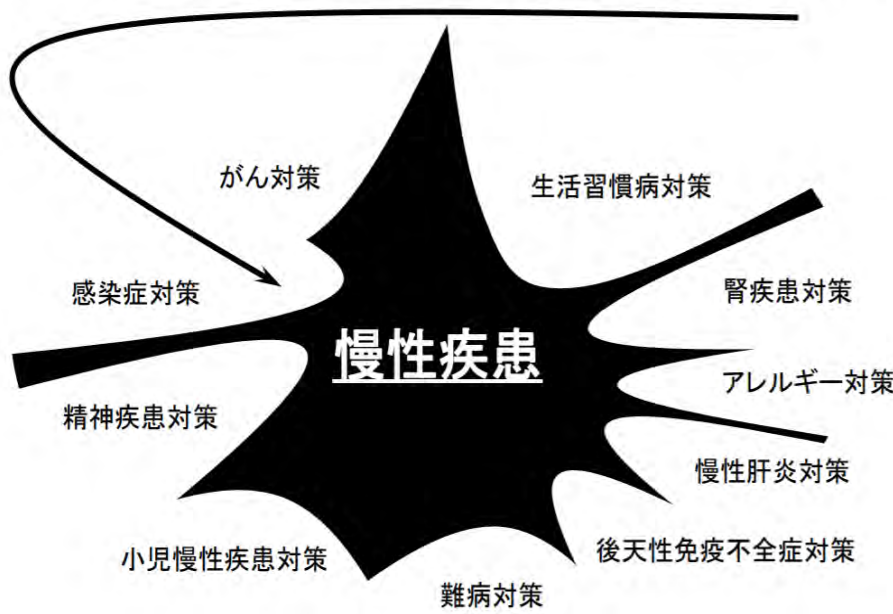 がん対策
生活習慣病対策
感染症対策
腎疾患対策
慢性疾患
アレルギー対策
精神疾患対策
慢性肝炎対策
小児慢性疾患対策
後天性免疫不全症対策
難病対策